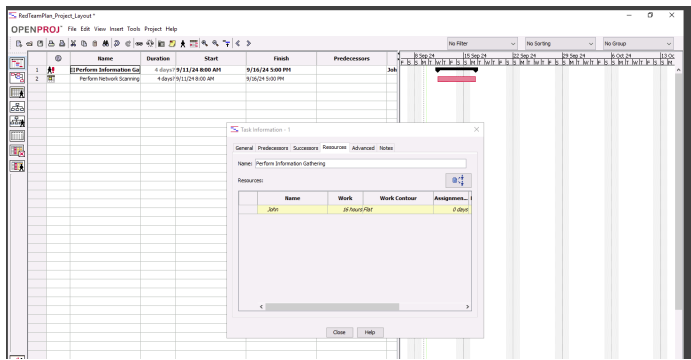 RedTeamPlan_Project_Layout *
OPENPROJ File Edit View Insert Tools Project Help
No Filter No Sorting No Group
Name Duration Start Finish Predecessors
8 Sep 24 15 Sep 24 22 Sep 24 29 Sep 24 6 Oct 24
F S S M T W T F S S M T W T F S S M T W T F S S M T W T F S S M T W T F S S M
1 Perform Information Ga 4 days? 9/11/24 8:00 AM 9/16/24 5:00 PM Joh
2 Perform Network Scanning 4 days? 9/11/24 8:00 AM 9/16/24 5:00 PM
Task Information - 1
General Predecessors Successors Resources Advanced Notes
Name: Perform Information Gathering
Resources:
Name Work Work Contour Assignmen...
John 16 hours Flat 0 days
Close Help